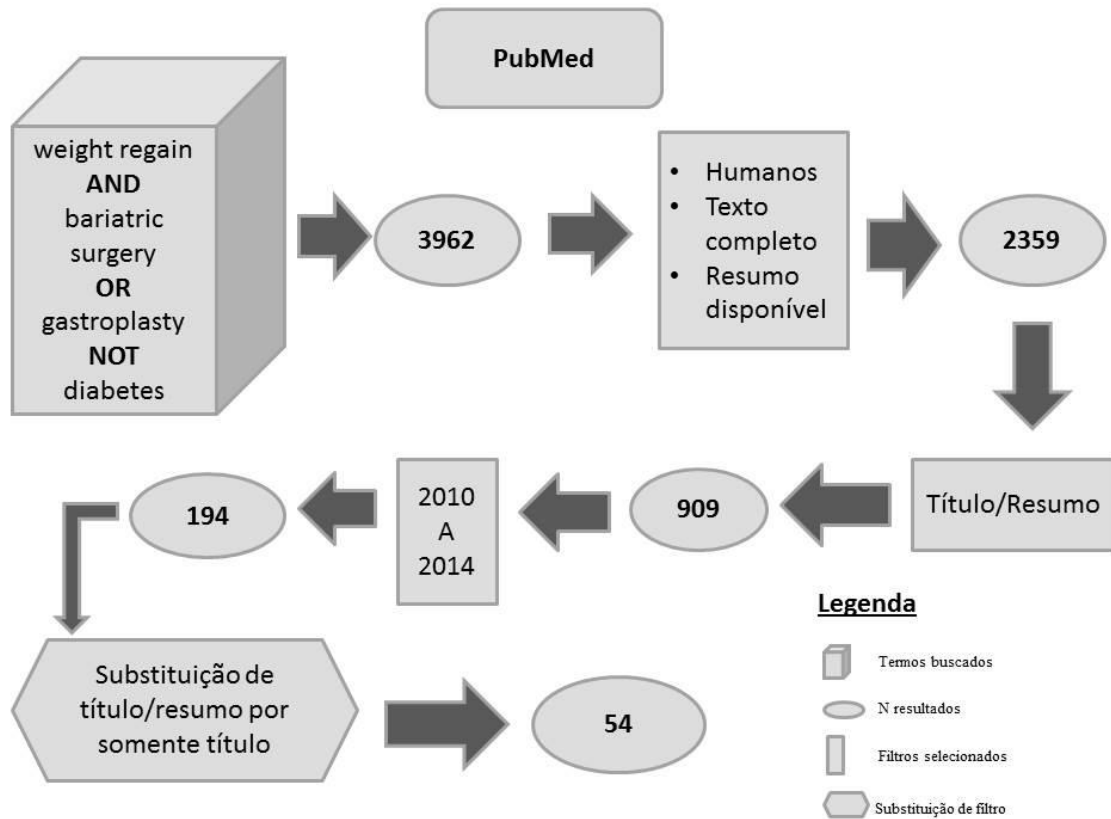 PubMed
weight regain
AND
bariatric
surgery
OR
gastroplasty
NOT
diabetes
3962
• Humanos
• Texto
completo
• Resumo
disponível
2359
Título/Resumo
909
2010
A
2014
194
Substituição de
título/resumo por
somente título
54
Legenda
Termos buscados
N resultados
Filtros selecionados
Substituição de filtro